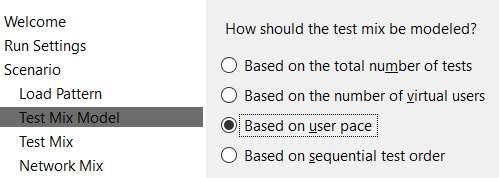 Welcome
Run Settings
Scenario
Load Pattern
Test Mix Model
Test Mix
Network Mix
How should the test mix be modeled?
Based on the total number of tests
Based on the number of virtual users
Based on user pace
Based on sequential test order